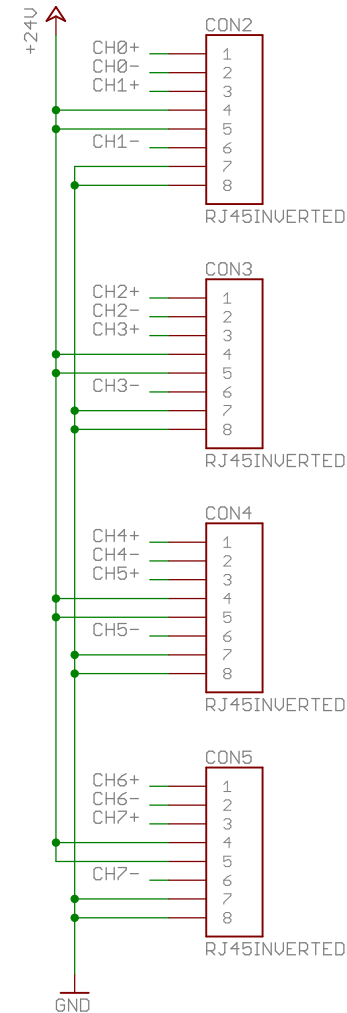 +24V
CON2
CH0+ 1
CH0- 2
CH1+ 3
4
5
CH1- 6
7
8
RJ45INVERTED
CON3
CH2+ 1
CH2- 2
CH3+ 3
4
5
CH3- 6
7
8
RJ45INVERTED
CON4
CH4+ 1
CH4- 2
CH5+ 3
4
5
CH5- 6
7
8
RJ45INVERTED
CON5
CH6+ 1
CH6- 2
CH7+ 3
4
5
CH7- 6
7
8
RJ45INVERTED
GND